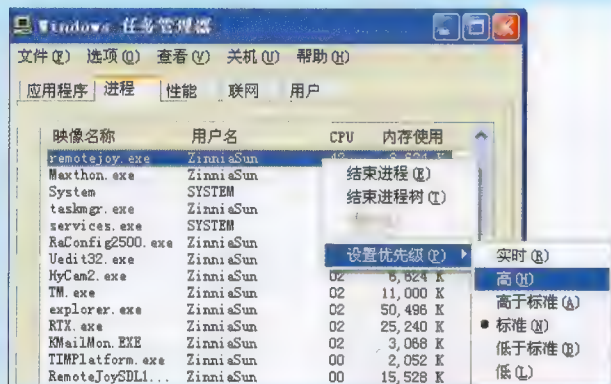 Windows 任务管理器
文件(F) 选项(O) 查看(V) 关机(U) 帮助(H)
应用程序 进程 性能 联网 用户
映像名称 用户名 CPU 内存使用
remotejoy.exe ZinniaSun
Maxthon.exe ZinniaSun
System SYSTEM
taskmgr.exe ZinniaSun
services.exe SYSTEM
RaConfig2500.exe ZinniaSun
Uedit32.exe ZinniaSun
HyCam2.exe ZinniaSun 02 6,624 K
TM.exe ZinniaSun 02 11,000 K
explorer.exe ZinniaSun 02 50,496 K
RTX.exe ZinniaSun 02 25,240 K
KMailMon.EXE ZinniaSun 02 3,068 K
TIMPlatform.exe ZinniaSun 00 2,052 K
RemoteJoySDL1... ZinniaSun 00 15,528 K
结束进程(E)
结束进程树(T)
设置优先级(P)
实时(R)
高(H)
高于标准(A)
标准(N)
低于标准(B)
低(L)